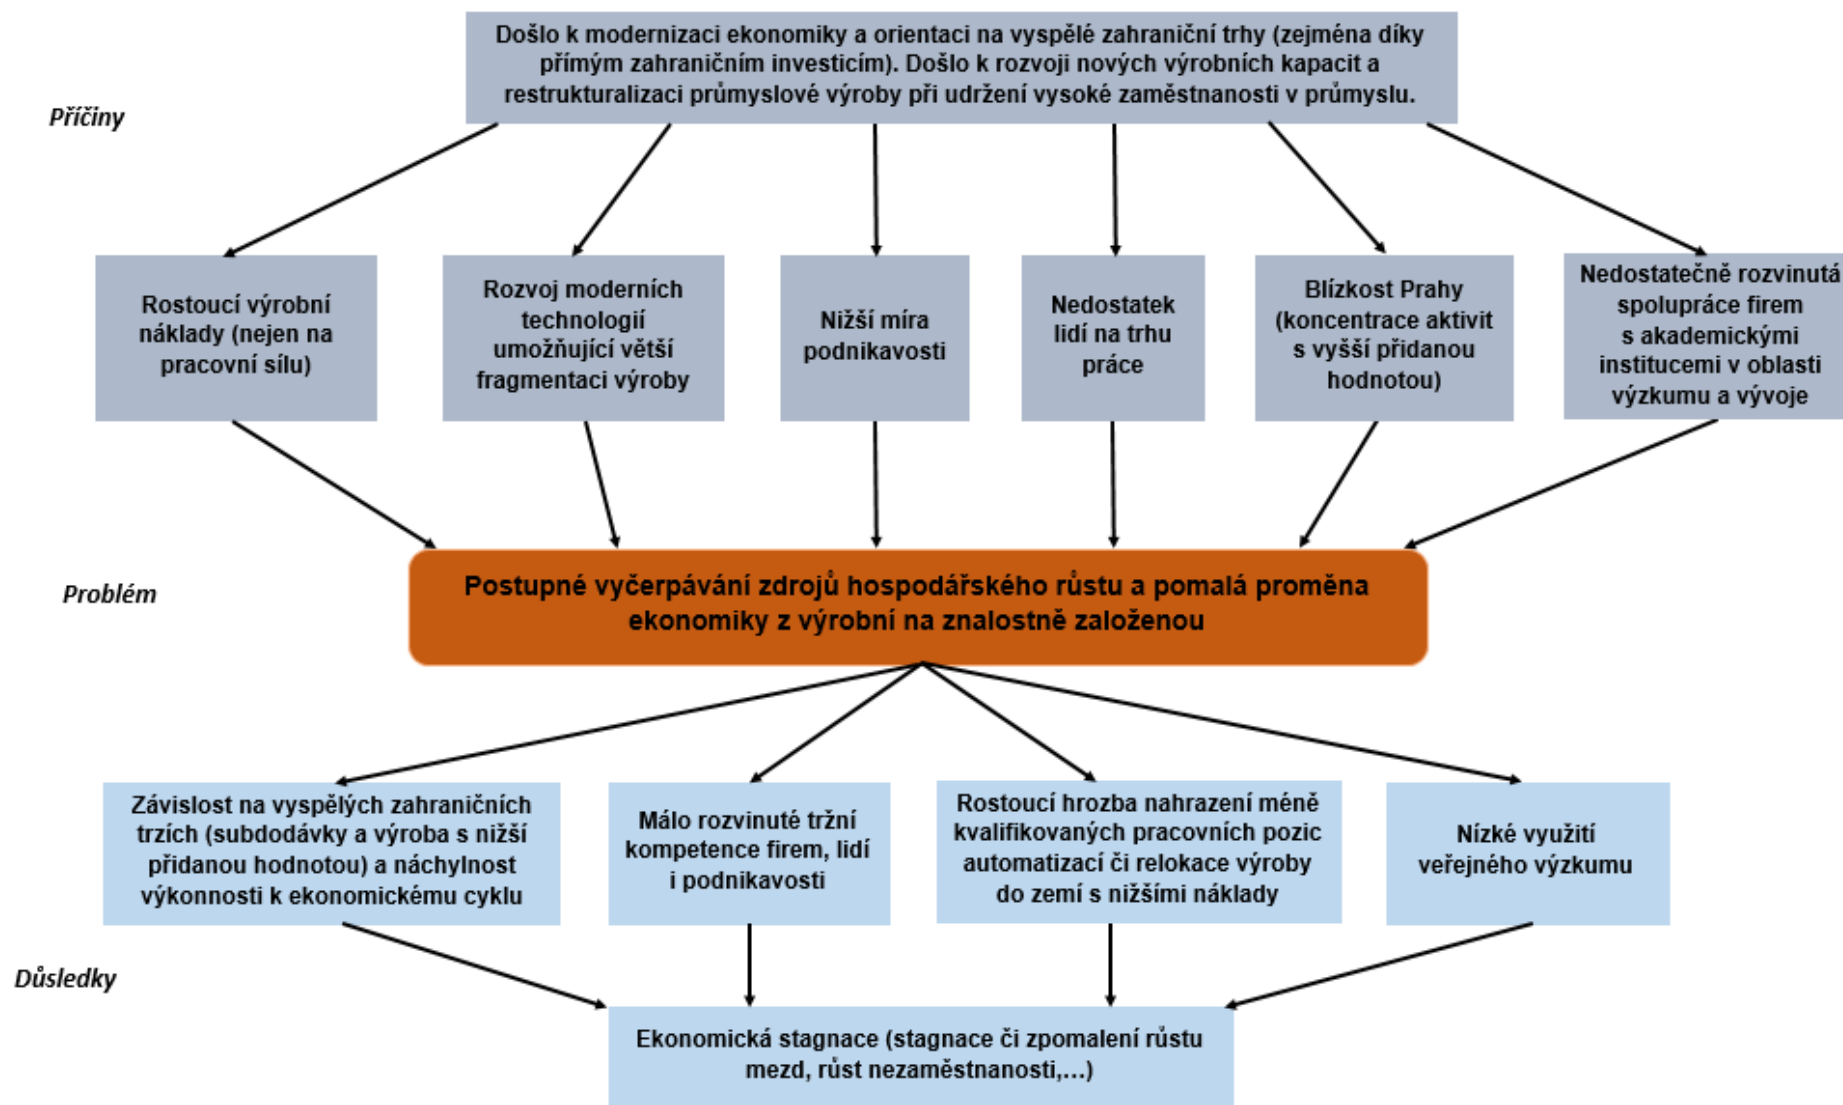 Došlo k modernizaci ekonomiky a orientaci na vyspělé zahraniční trhy (zejména díky
přímým zahraničním investicím). Došlo k rozvoji nových výrobních kapacit a
restrukturalizaci průmyslové výroby při udržení vysoké zaměstnanosti v průmyslu.
Příčiny
Rostoucí výrobní
náklady (nejen na
pracovní sílu)
Rozvoj moderních
technologií
umožňující větší
fragmentaci výroby
Nižší míra
podnikavosti
Nedostatek
lidí na trhu
práce
Blízkost Prahy
(koncentrace aktivit
s vyšší přidanou
hodnotou)
Nedostatečně rozvinutá
spolupráce firem
s akademickými
institucemi v oblasti
výzkumu a vývoje
Problém
Postupné vyčerpávání zdrojů hospodářského růstu a pomalá proměna
ekonomiky z výrobní na znalostně založenou
Závislost na vyspělých zahraničních
trzích (subdodávky a výroba s nižší
přidanou hodnotou) a náchylnost
výkonnosti k ekonomickému cyklu
Málo rozvinuté tržní
kompetence firem, lidí
i podnikavosti
Rostoucí hrozba nahrazení méně
kvalifikovaných pracovních pozic
automatizací či relokace výroby
do zemí s nižšími náklady
Nízké využití
veřejného výzkumu
Důsledky
Ekonomická stagnace (stagnace či zpomalení růstu
mezd, růst nezaměstnanosti,…)